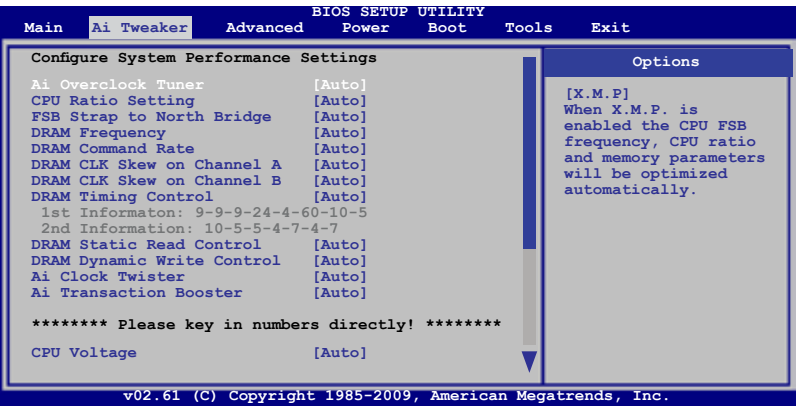 BIOS SETUP UTILITY
Main Ai Tweaker Advanced Power Boot Tools Exit
Configure System Performance Settings
Ai Overclock Tuner [Auto]
CPU Ratio Setting [Auto]
FSB Strap to North Bridge [Auto]
DRAM Frequency [Auto]
DRAM Command Rate [Auto]
DRAM CLK Skew on Channel A [Auto]
DRAM CLK Skew on Channel B [Auto]
DRAM Timing Control [Auto]
1st Informaton: 9-9-9-24-4-60-10-5
2nd Information: 10-5-5-4-7-4-7
DRAM Static Read Control [Auto]
DRAM Dynamic Write Control [Auto]
Ai Clock Twister [Auto]
Ai Transaction Booster [Auto]
******** Please key in numbers directly! ********
CPU Voltage [Auto]
Options
[X.M.P]
When X.M.P. is
enabled the CPU FSB
frequency, CPU ratio
and memory parameters
will be optimized
automatically.
v02.61 (C) Copyright 1985-2009, American Megatrends, Inc.